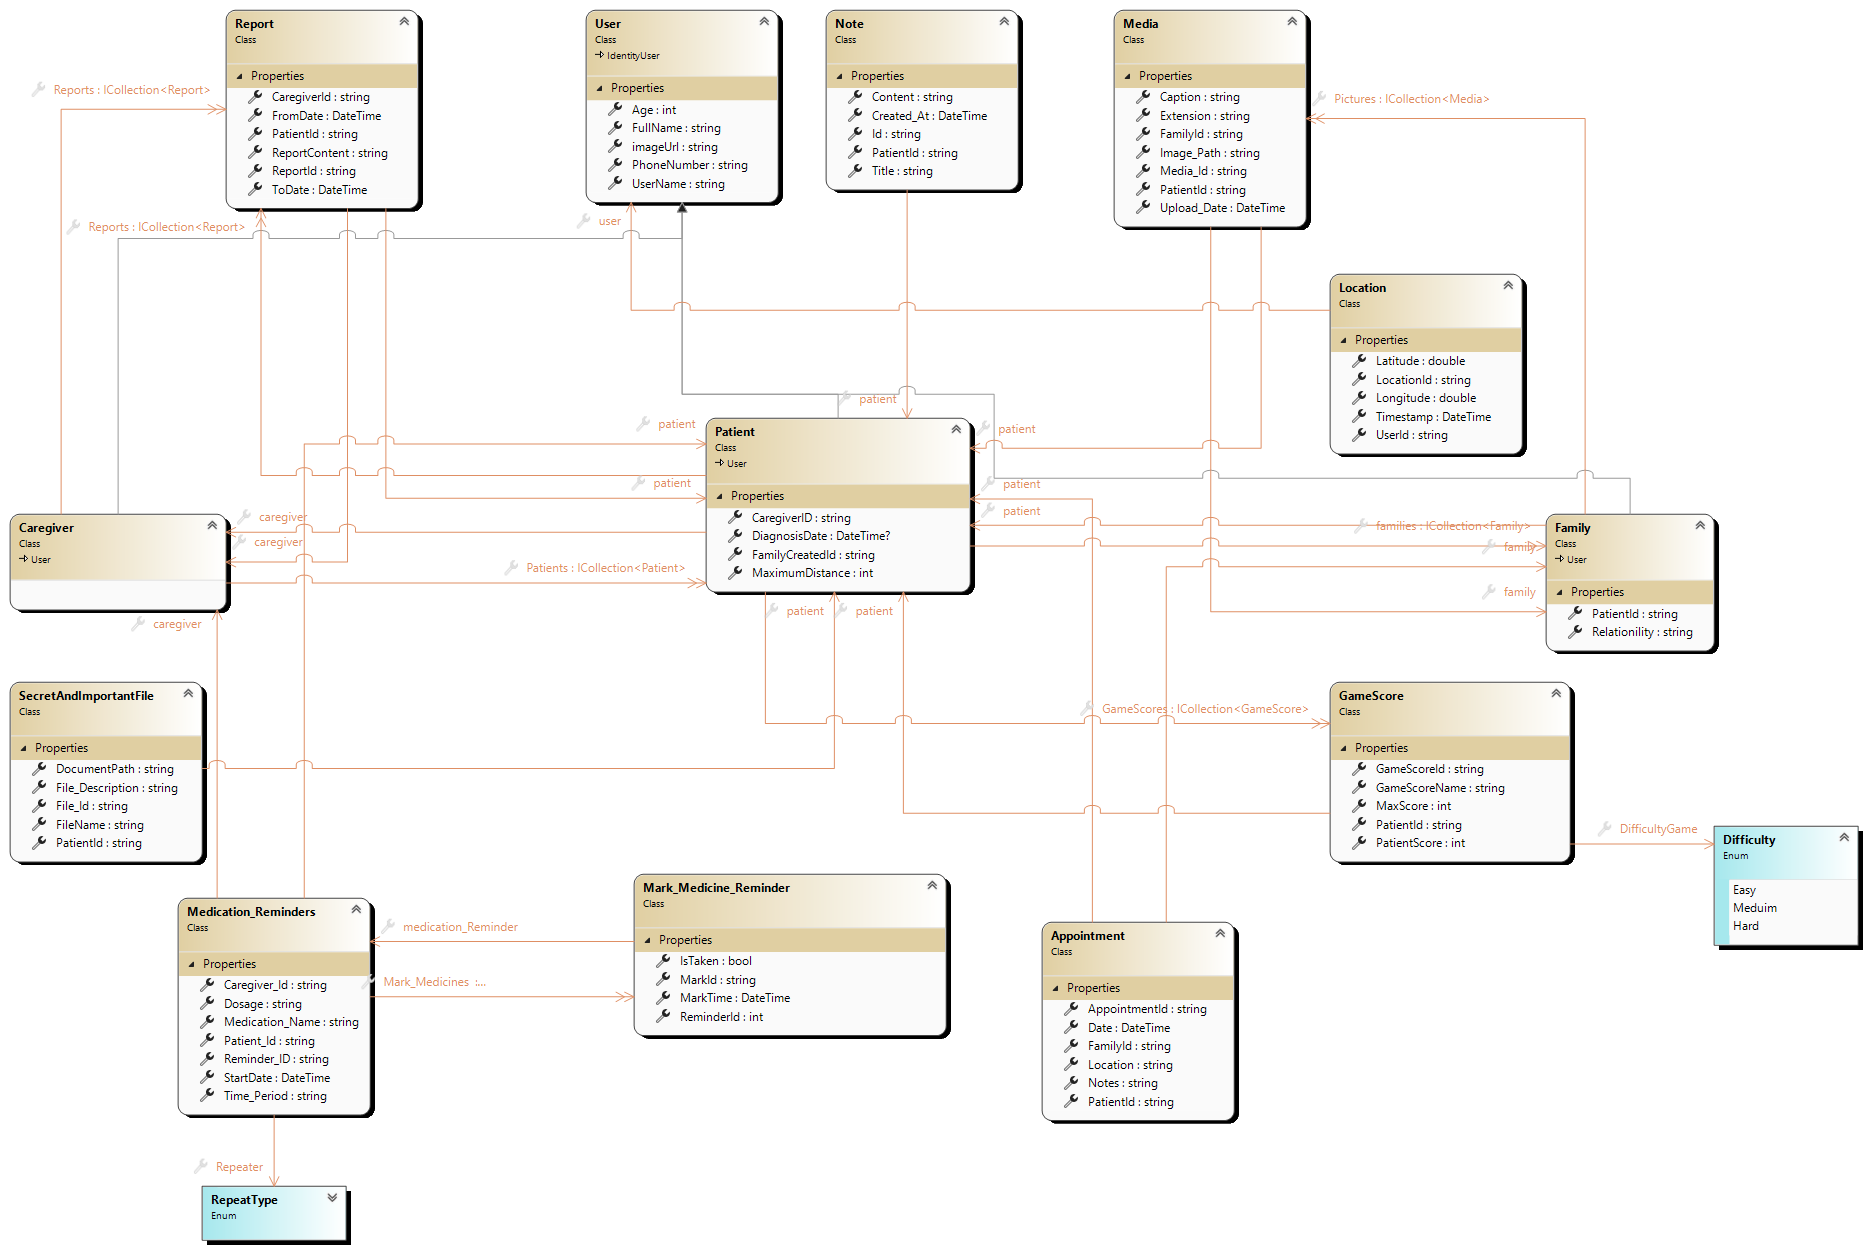 Report
Class
Properties
CaregiverId : string
FromDate : DateTime
PatientId : string
ReportContent : string
ReportId : string
ToDate : DateTime
User
Class
IdentityUser
Properties
Age : int
FullName : string
imageUrl : string
PhoneNumber : string
UserName : string
Note
Class
Properties
Content : string
Created_At : DateTime
Id : string
PatientId : string
Title : string
Media
Class
Properties
Caption : string
Extension : string
FamilyId : string
Image_Path : string
Media_Id : string
PatientId : string
Upload_Date : DateTime
Reports : ICollection<Report>
Pictures : ICollection<Media>
Reports : ICollection<Report>
user
Location
Class
Properties
Latitude : double
LocationId : string
Longitude : double
Timestamp : DateTime
UserId : string
patient
patient
patient
patient
patient
patient
Patient
Class
User
Properties
CaregiverID : string
DiagnosisDate : DateTime?
FamilyCreatedId : string
MaximumDistance : int
caregiver
caregiver
Patients : ICollection<Patient>
families : ICollection<Family>
family
family
Caregiver
Class
User
Family
Class
User
Properties
PatientId : string
Relationility : string
caregiver
patient
patient
SecretAndImportantFile
Class
Properties
DocumentPath : string
File_Description : string
File_Id : string
FileName : string
PatientId : string
GameScores : ICollection<GameScore>
GameScore
Class
Properties
GameScoreId : string
GameScoreName : string
MaxScore : int
PatientId : string
PatientScore : int
DifficultyGame
Difficulty
Enum
Easy
Meduim
Hard
Medication_Reminders
Class
Properties
Caregiver_Id : string
Dosage : string
Medication_Name : string
Patient_Id : string
Reminder_ID : string
StartDate : DateTime
Time_Period : string
medication_Reminder
Mark_Medicines :...
Mark_Medicine_Reminder
Class
Properties
IsTaken : bool
MarkId : string
MarkTime : DateTime
ReminderId : int
Appointment
Class
Properties
AppointmentId : string
Date : DateTime
FamilyId : string
Location : string
Notes : string
PatientId : string
Repeater
RepeatType
Enum